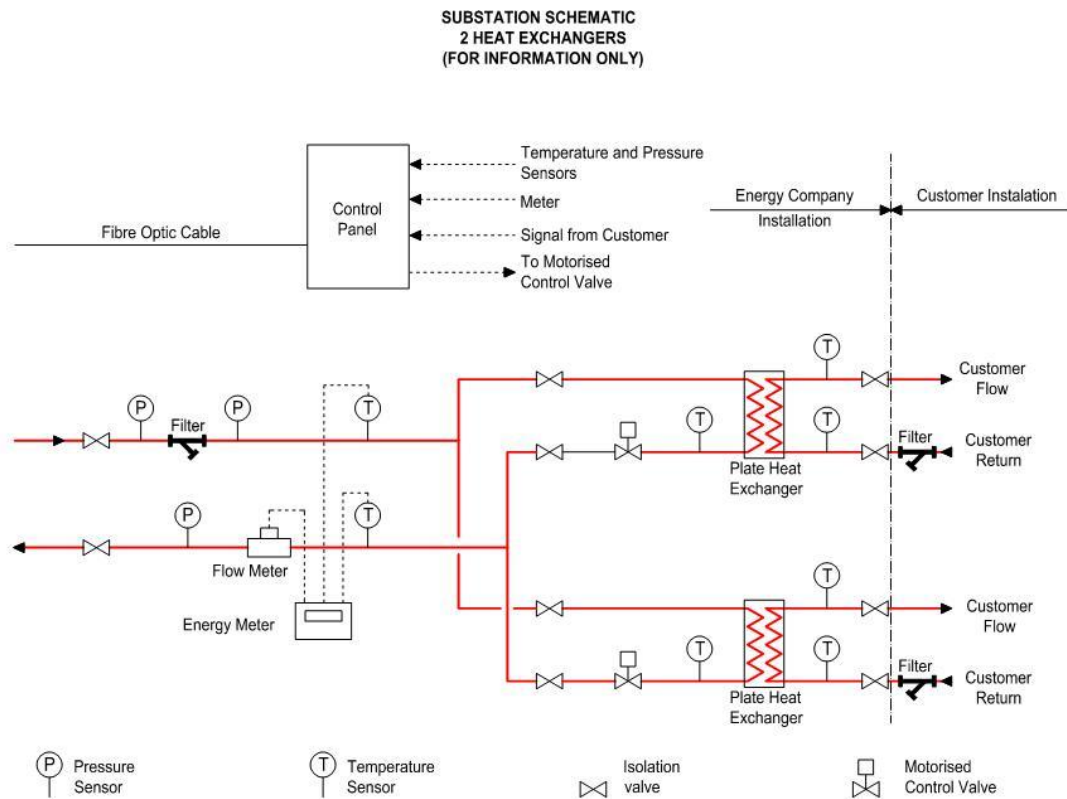 SUBSTATION SCHEMATIC
2 HEAT EXCHANGERS
(FOR INFORMATION ONLY)
Temperature and Pressure
Sensors
Meter
Signal from Customer
To Motorised
Control Valve
Control
Panel
Fibre Optic Cable
Energy Company
Installation
Customer Instalation
T
Customer
Flow
P
Filter
P
T
T
T
Filter
Customer
Return
Plate Heat
Exchanger
P
T
Flow Meter
T
Energy Meter
Customer
Flow
T
T
Filter
Customer
Return
Plate Heat
Exchanger
P
Pressure
Sensor
T
Temperature
Sensor
Isolation
valve
Motorised
Control Valve